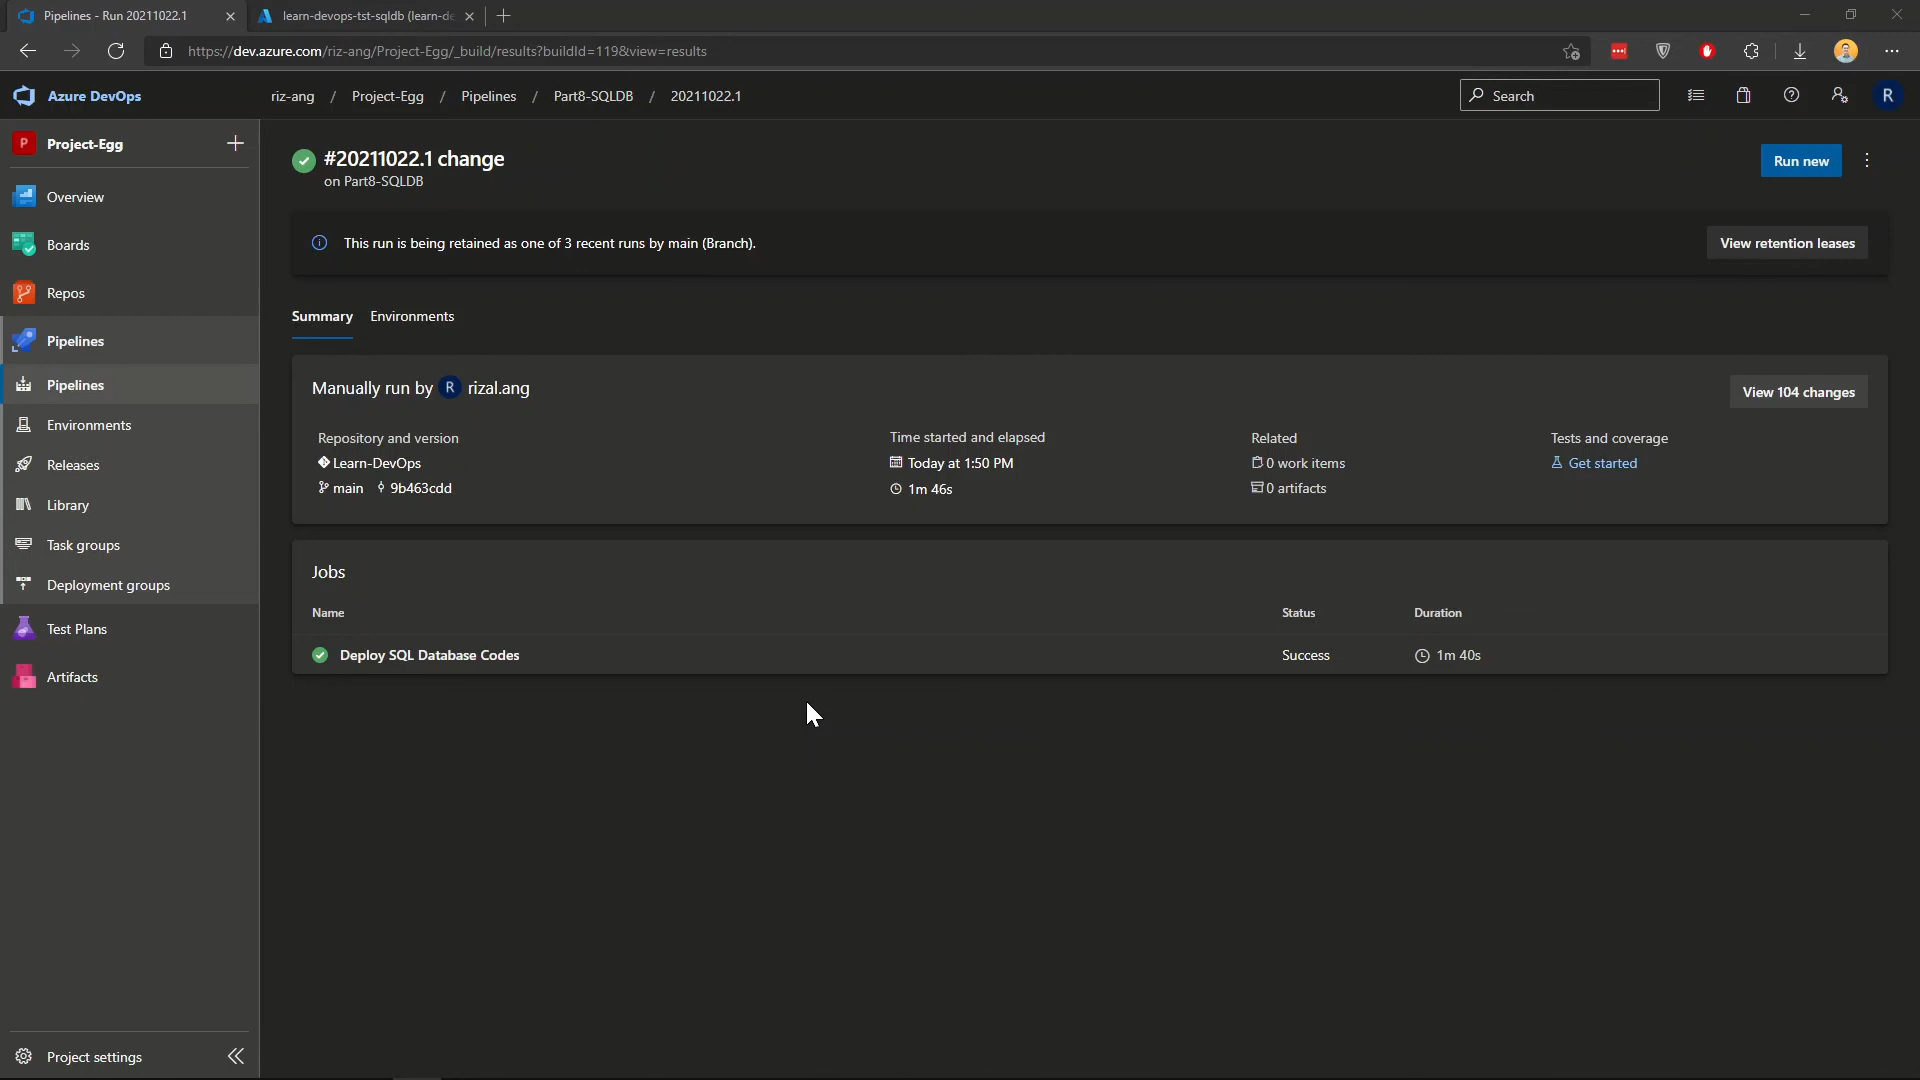 Pipelines - Run 20211022.1
learn-devops-tst-sqldb (learn-de
https://dev.azure.com/riz-ang/Project-Egg/_build/results?buildId=119&view=results
Azure DevOps
riz-ang / Project-Egg / Pipelines / Part8-SQLDB / 20211022.1
Search
R
P Project-Egg
Overview
Boards
Repos
Pipelines
Pipelines
Environments
Releases
Library
Task groups
Deployment groups
Test Plans
Artifacts
Project settings
#20211022.1 change
on Part8-SQLDB
Run new
This run is being retained as one of 3 recent runs by main (Branch).
View retention leases
Summary Environments
Manually run by R rizal.ang
View 104 changes
Repository and version
Learn-DevOps
main 9b463cdd
Time started and elapsed
Today at 1:50 PM
1m 46s
Related
0 work items
0 artifacts
Tests and coverage
Get started
Jobs
Name Status Duration
Deploy SQL Database Codes Success 1m 40s